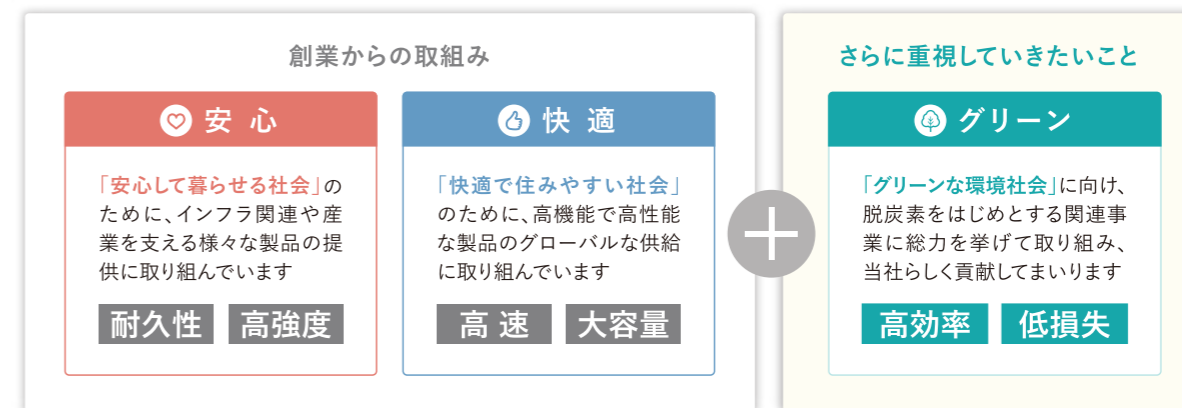 創業からの取組み
安心
「安心して暮らせる社会」の
ために、インフラ関連や産
業を支える様々な製品の提
供に取り組んでいます
耐久性
高強度
快適
「快適で住みやすい社会」
のために、高機能で高性能
な製品のグローバルな供給
に取り組んでいます
高速
大容量
さらに重視していきたいこと
グリーン
「グリーンな環境社会」に向け、
脱炭素をはじめとする関連事
業に総力を挙げて取り組み、
当社らしく貢献してまいります
高効率
低損失